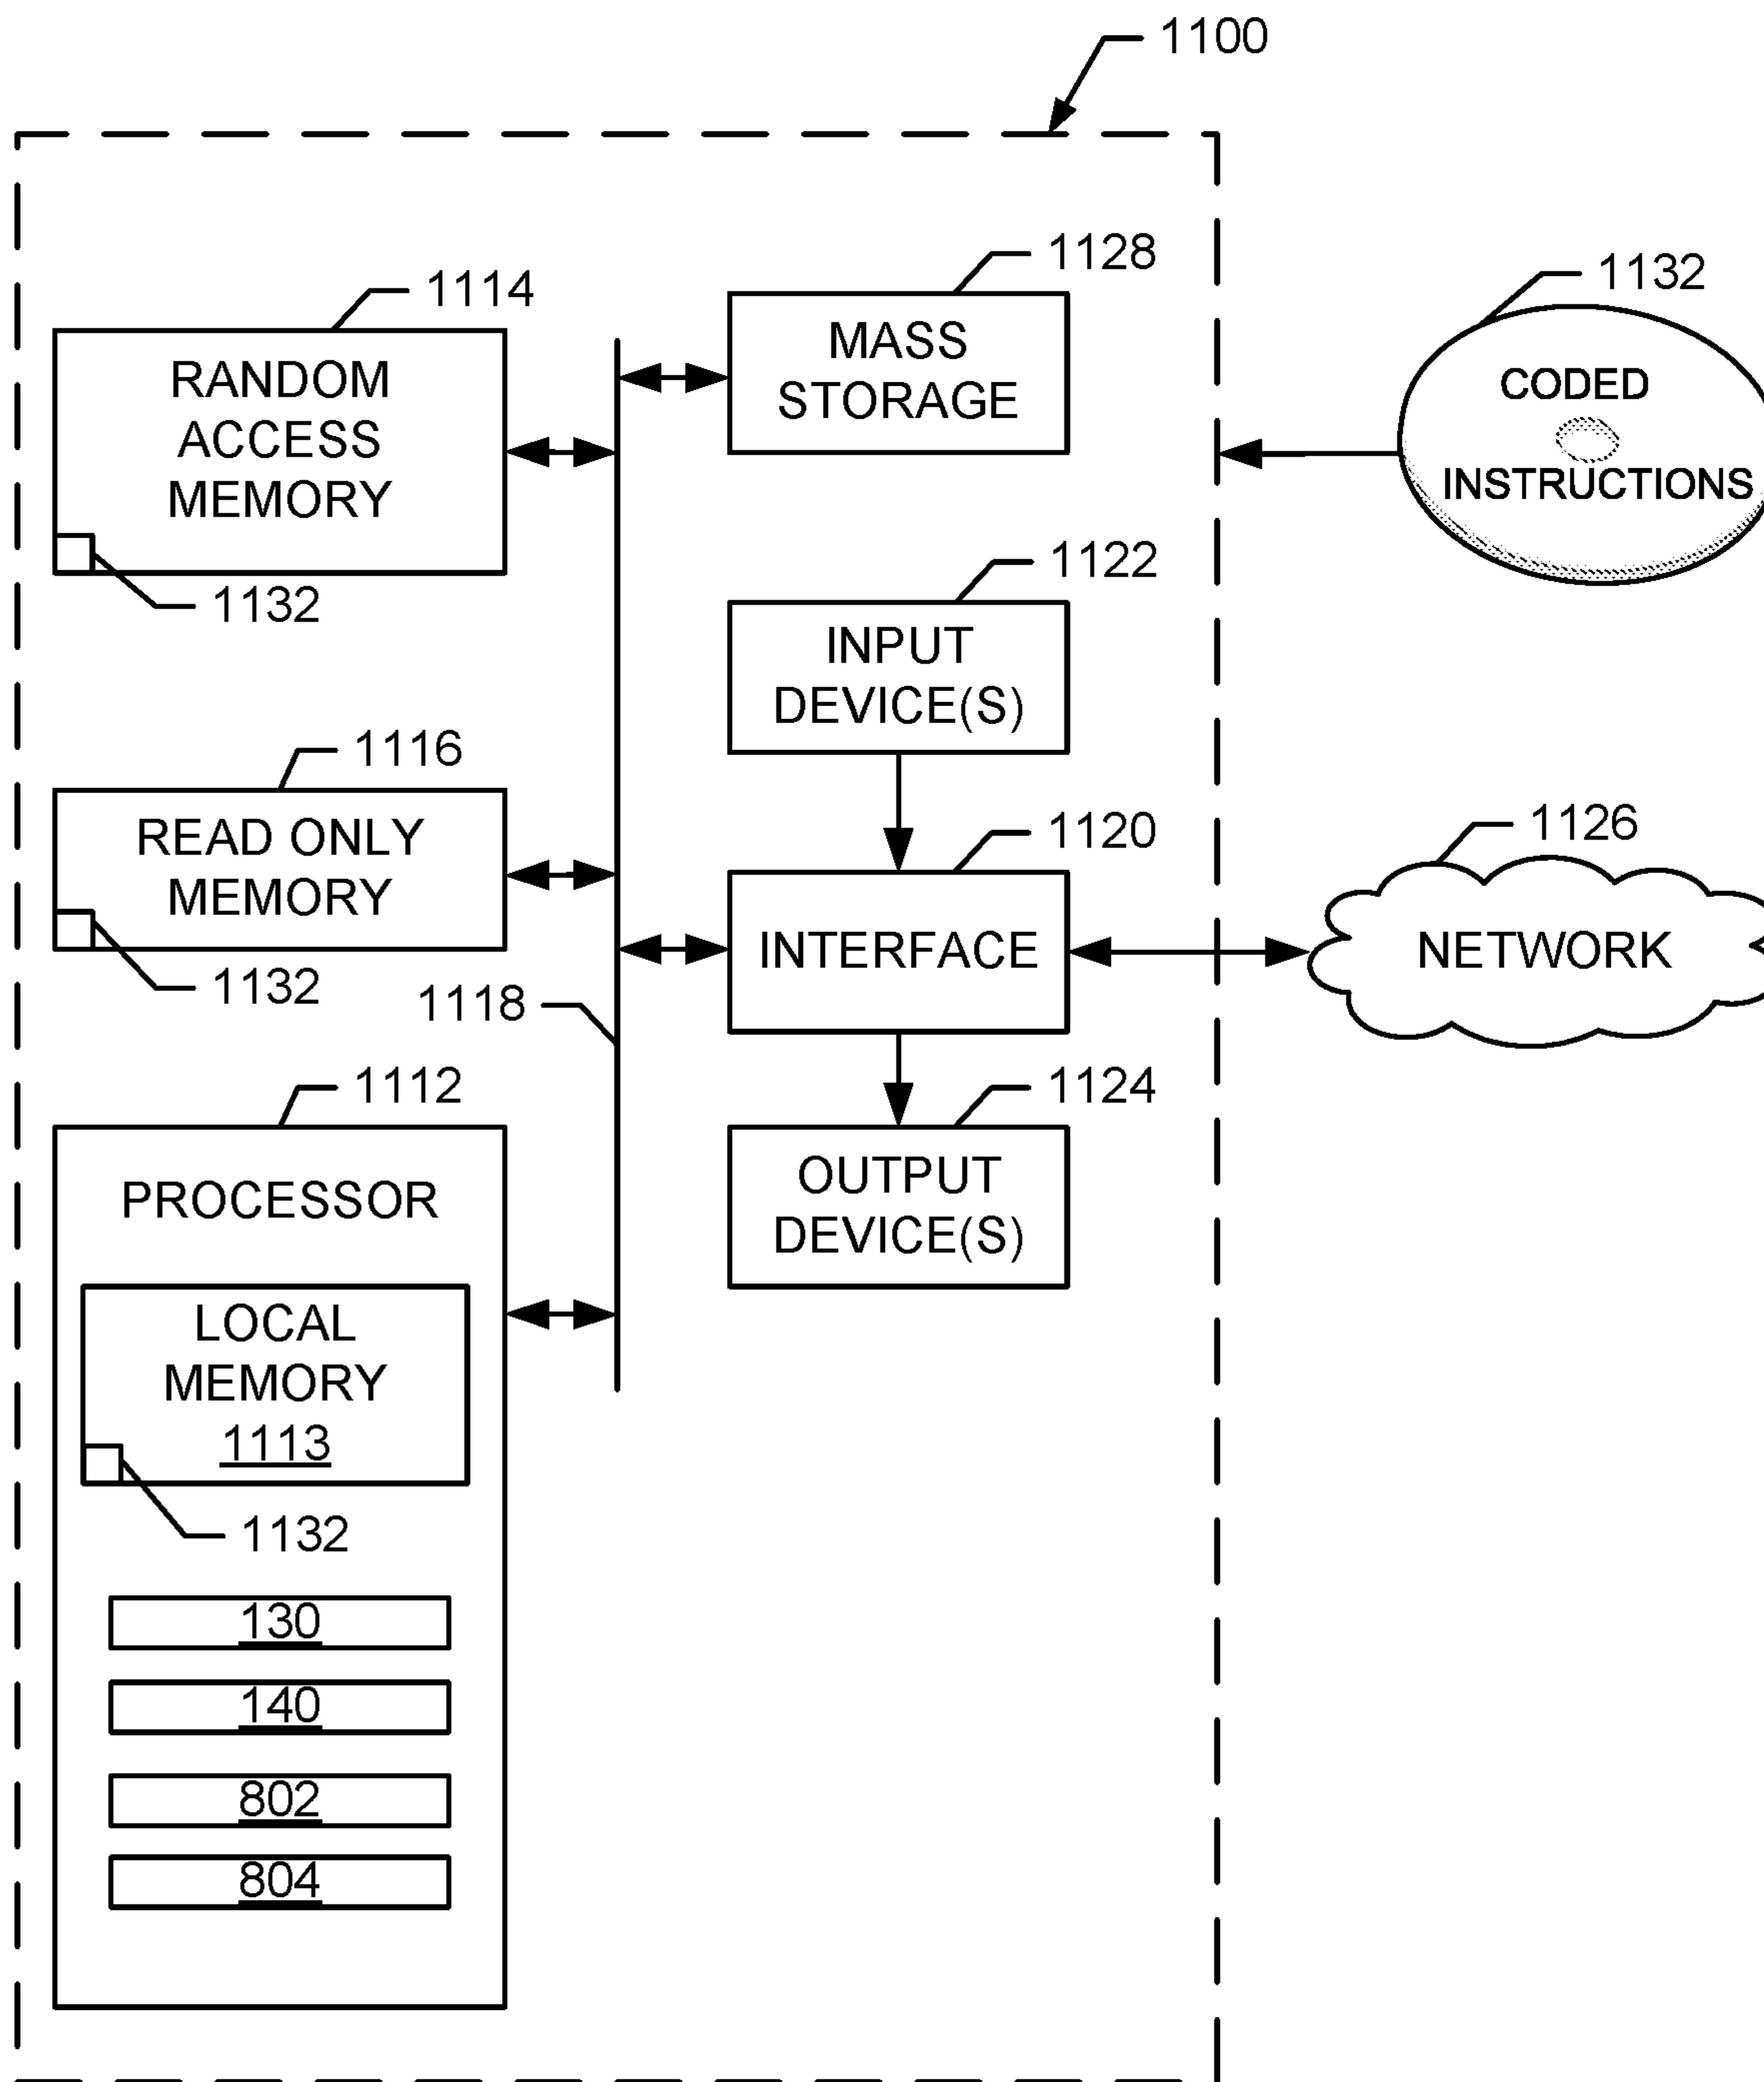 1100
1128
1114
MASS
STORAGE
RANDOM
ACCESS
MEMORY
1132
1132
CODED
INSTRUCTIONS
1122
INPUT
DEVICE(S)
1116
READ ONLY
MEMORY
1132
1120
INTERFACE
1126
NETWORK
1118
1112
PROCESSOR
1124
OUTPUT
DEVICE(S)
LOCAL
MEMORY
1113
1132
130
140
802
804